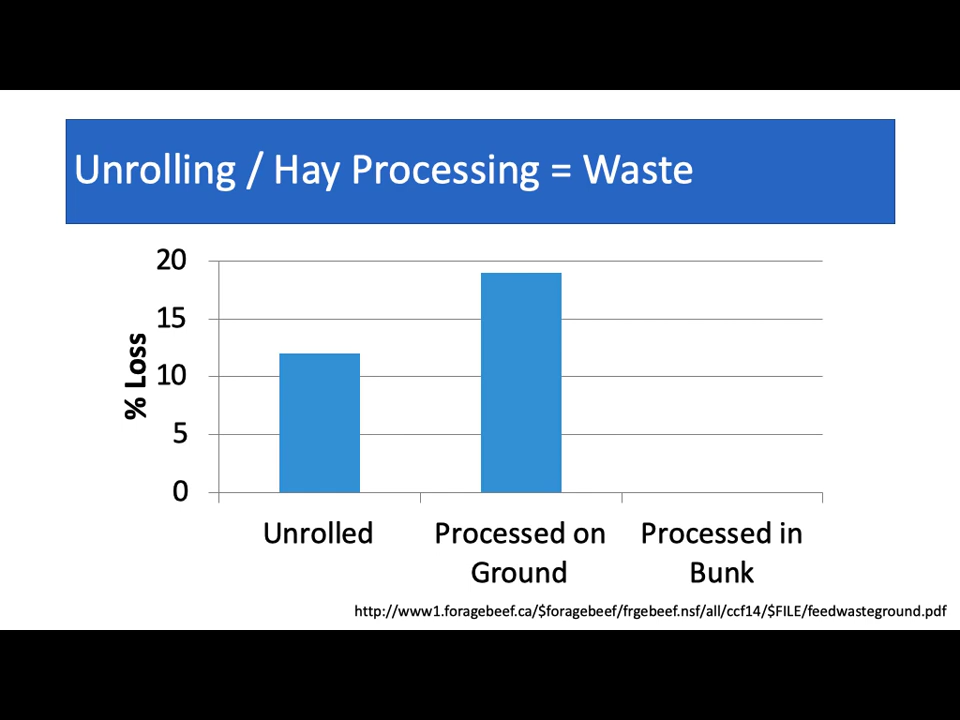 Unrolling / Hay Processing = Waste
% Loss
20
15
10
5
0
Unrolled
Processed on
Ground
Processed in
Bunk
http://www1.foragebeef.ca/$foragebeef/frgebeef.nsf/all/ccf14/$FILE/feedwasteground.pdf